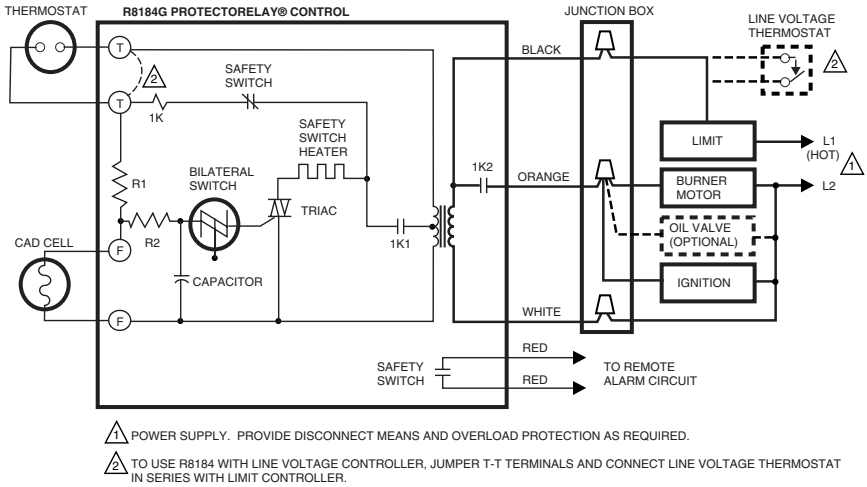 THERMOSTAT
R8184G PROTECTORELAY® CONTROL
JUNCTION BOX
LINE VOLTAGE
THERMOSTAT
T
2
BLACK
2
SAFETY
SWITCH
T
1K
SAFETY
SWITCH
HEATER
LIMIT
L1
(HOT)
1
1K2
ORANGE
BURNER
MOTOR
L2
R1
BILATERAL
SWITCH
TRIAC
R2
1K1
OIL VALVE
(OPTIONAL)
CAD CELL
F
CAPACITOR
IGNITION
F
WHITE
SAFETY
SWITCH
RED
RED
TO REMOTE
ALARM CIRCUIT
1 POWER SUPPLY. PROVIDE DISCONNECT MEANS AND OVERLOAD PROTECTION AS REQUIRED.
2 TO USE R8184 WITH LINE VOLTAGE CONTROLLER, JUMPER T-T TERMINALS AND CONNECT LINE VOLTAGE THERMOSTAT
IN SERIES WITH LIMIT CONTROLLER.